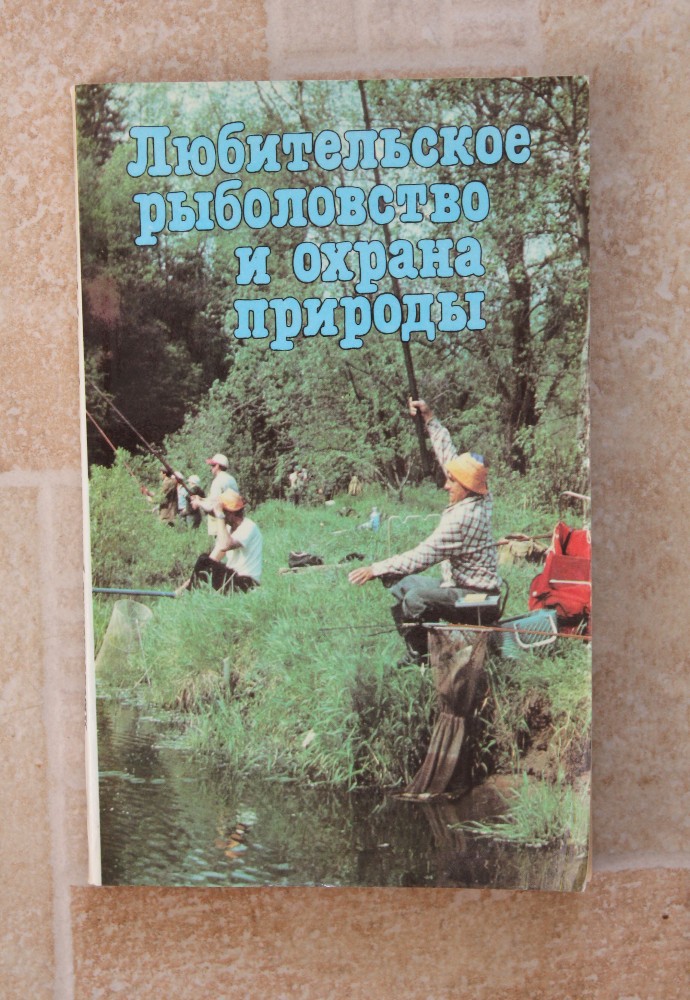 Любительское
рыболовство
и охрана
природы